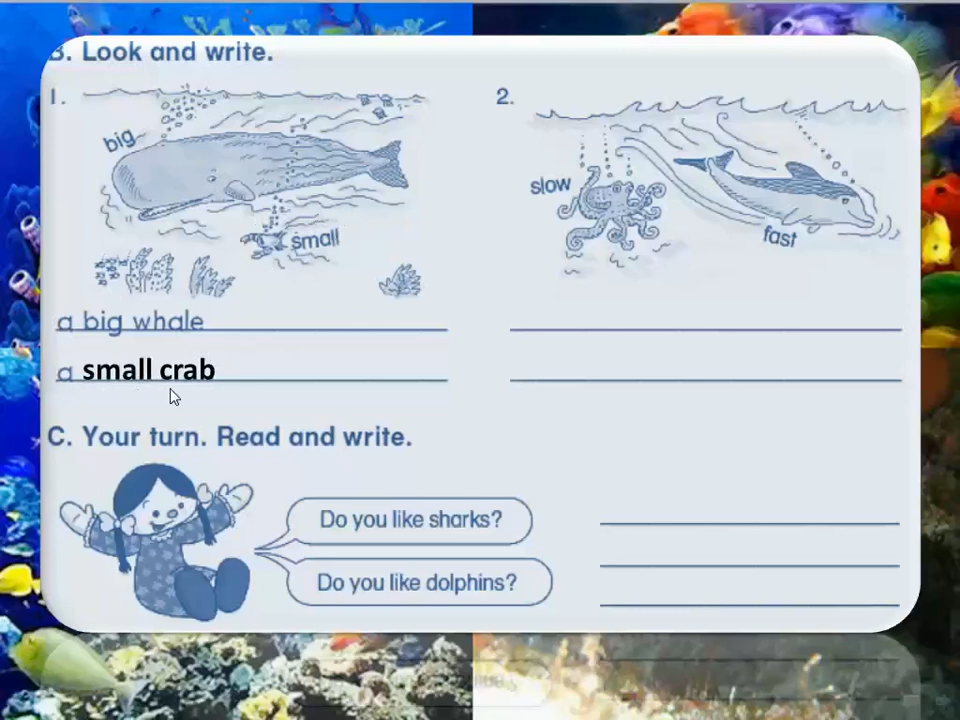 B. Look and write.
1.
big
small
a big whale
a small crab
2.
slow
fast
C. Your turn. Read and write.
Do you like sharks?
Do you like dolphins?